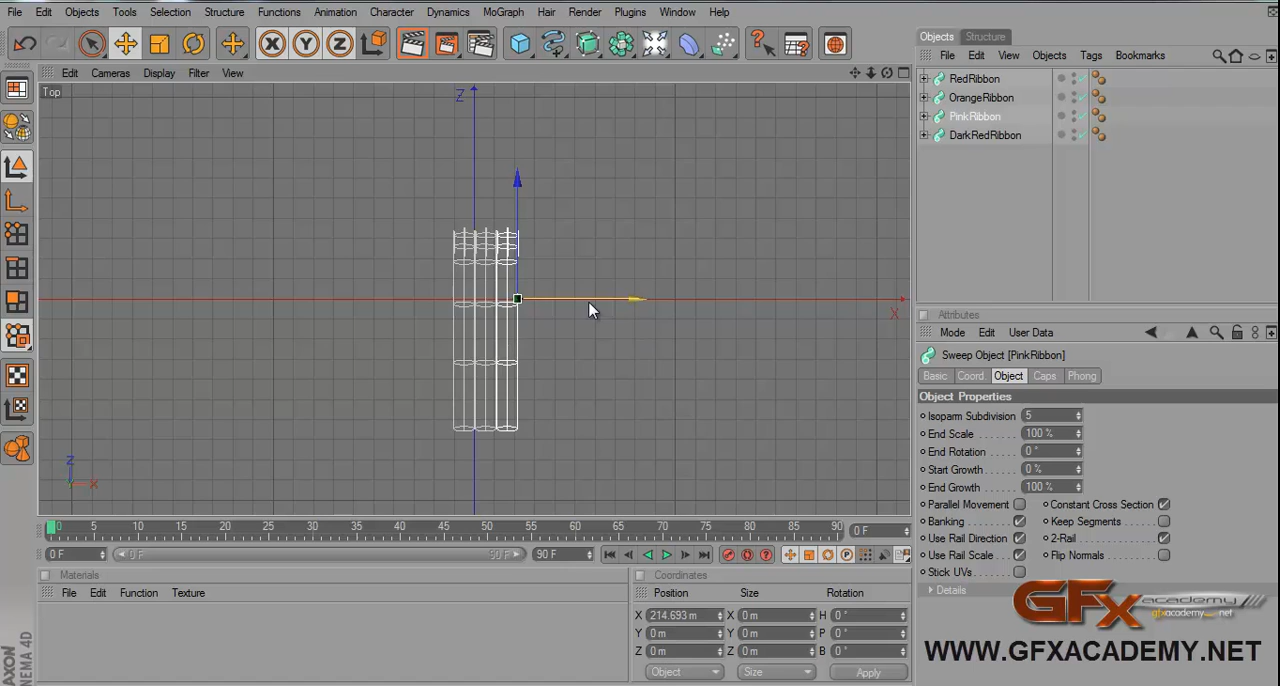 File Edit Objects Tools Selection Structure Functions Animation Character Dynamics MoGraph Hair Render Plugins Window Help
X Y Z
Objects Structure
File Edit View Objects Tags Bookmarks
RedRibbon
OrangeRibbon
PinkRibbon
DarkRedRibbon
Edit Cameras Display Filter View
Top
Z
X
Z
X
Attributes
Mode Edit User Data
Sweep Object [PinkRibbon]
Basic Coord. Object Caps Phong
Object Properties
Isoparm Subdivision 5
End Scale 100 %
End Rotation 0 °
Start Growth 0 %
End Growth 100 %
Parallel Movement Constant Cross Section
Banking Keep Segments
Use Rail Direction 2-Rail
Use Rail Scale Flip Normals
Stick UVs
Details
0 5 10 15 20 25 30 35 40 45 50 55 60 65 70 75 80 85 90 0 F
0 F 0 F 90 F 90 F
Materials
File Edit Function Texture
Coordinates
Position Size Rotation
X 214.693 m X 0 m H 0 °
Y 0 m Y 0 m P 0 °
Z 0 m Z 0 m B 0 °
Object Size Apply
GFx academy
gfxacademy.net
WWW.GFXACADEMY.NET
AXON
NEMA 4D